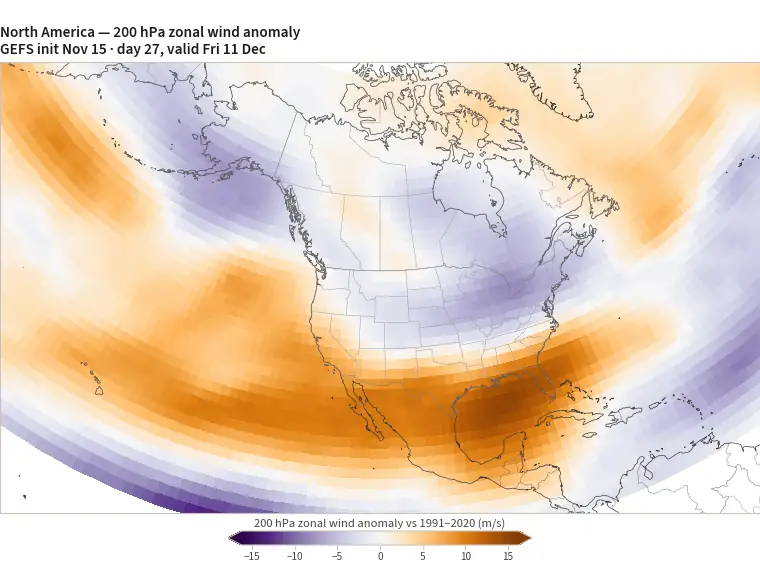 North America — 200 hPa zonal wind anomaly
GEFS init Nov 15 · day 27, valid Fri 11 Dec
200 hPa zonal wind anomaly vs 1991−2020 (m/s)
−15 −10 −5 0 5 10 15